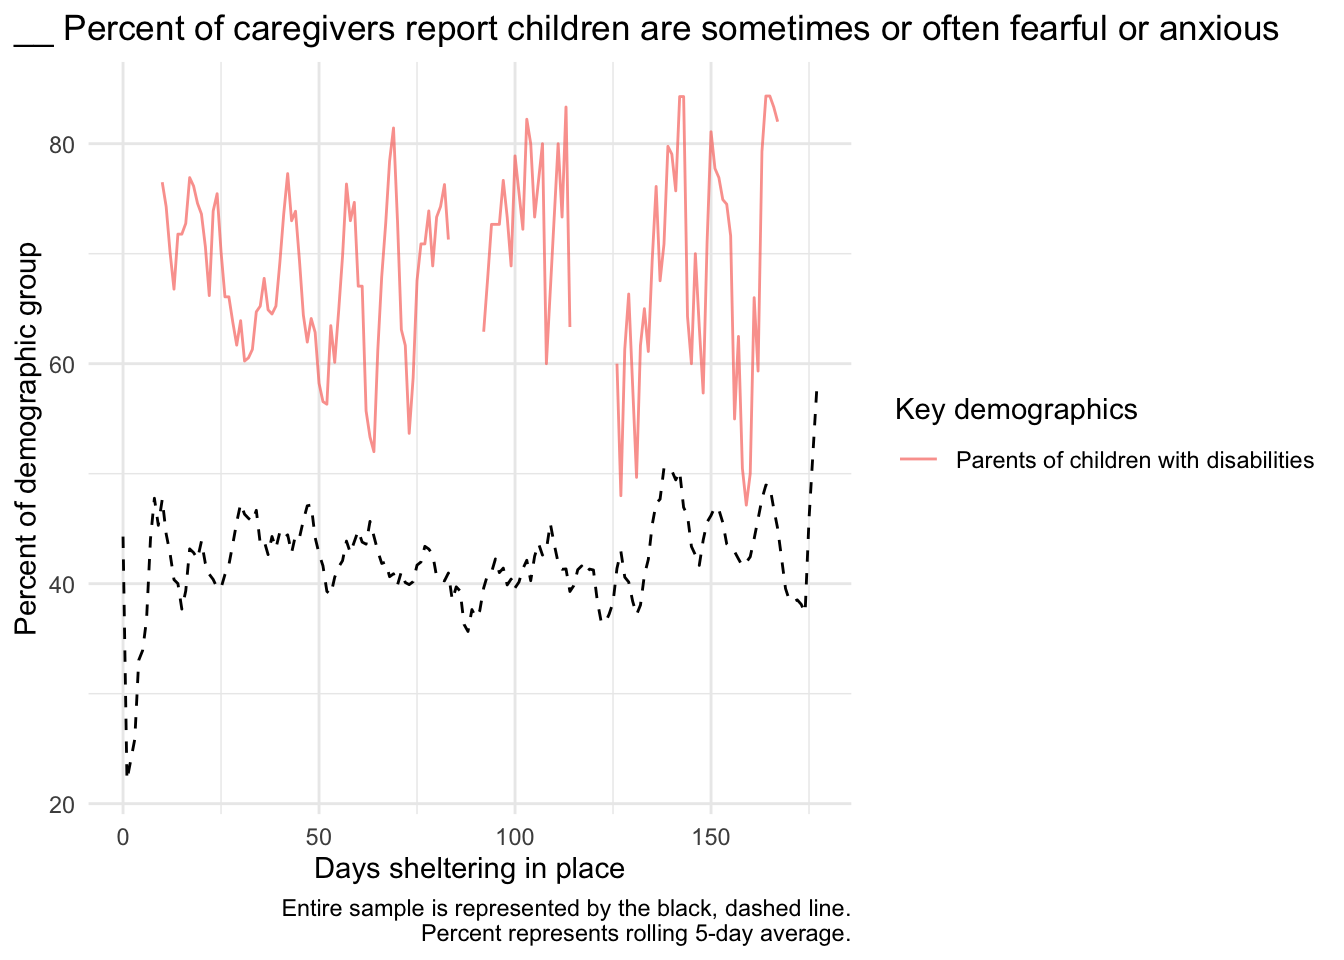 __ Percent of caregivers report children are sometimes or often fearful or anxious
Percent of demographic group
80
60
40
20
0 50 100 150
Days sheltering in place
Key demographics
Parents of children with disabilities
Entire sample is represented by the black, dashed line.
Percent represents rolling 5-day average.